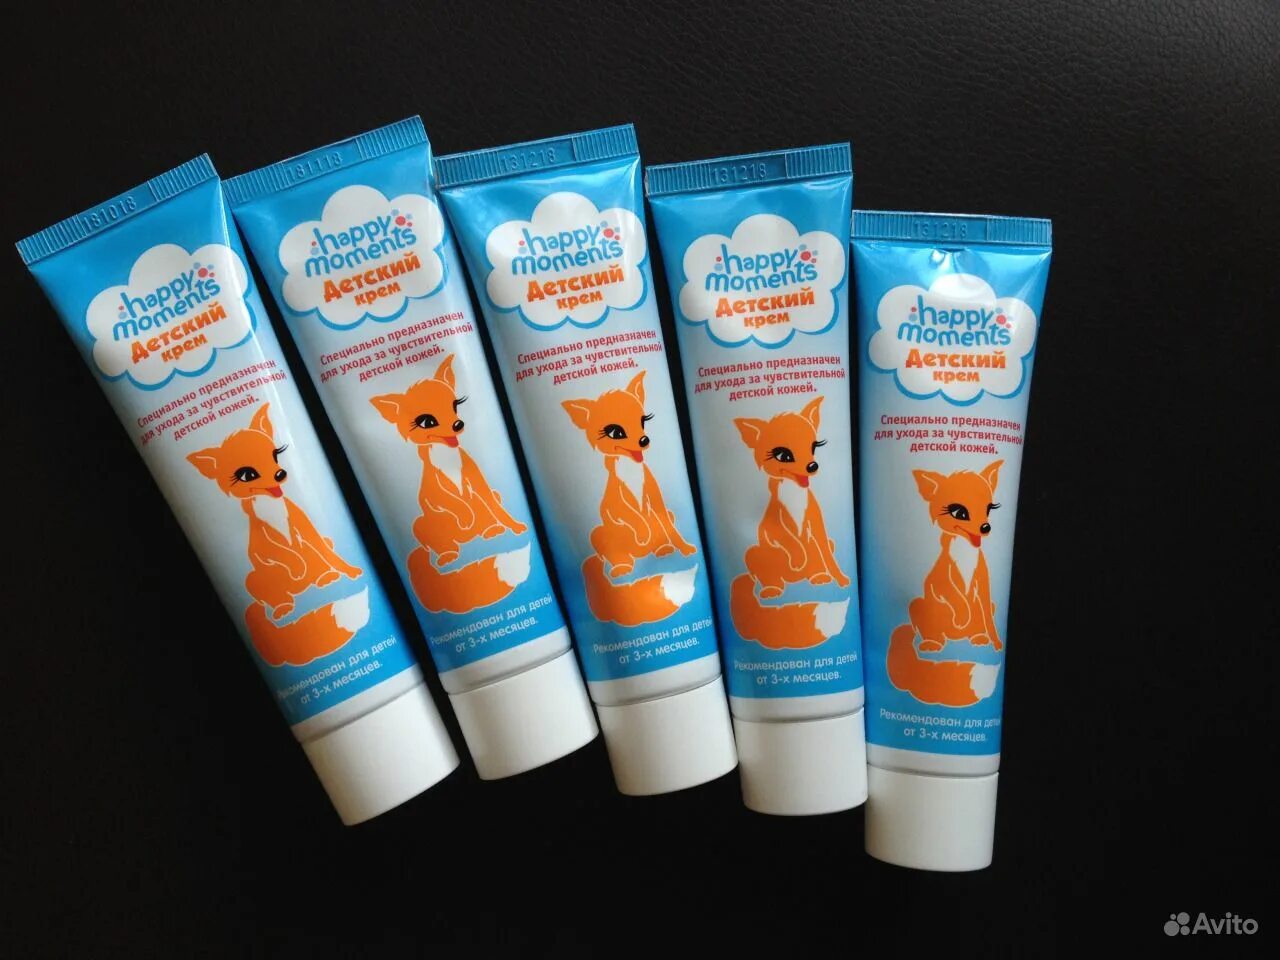 181018
happy
moments
Детский
крем
Специально предназначен
для ухода за чувствительной
детской кожей.
Рекомендован для детей
от 3-х месяцев.
181118
happy
moments
Детский
крем
Специально предназначен
для ухода за чувствительной
детской кожей.
Рекомендован для детей
от 3-х месяцев.
131218
happy
moments
Детский
крем
Специально предназначен
для ухода за чувствительной
детской кожей.
Рекомендован для детей
от 3-х месяцев.
131218
happy
moments
Детский
крем
Специально предназначен
для ухода за чувствительной
детской кожей.
Рекомендован для детей
от 3-х месяцев.
131218
happy
moments
Детский
крем
Специально предназначен
для ухода за чувствительной
детской кожей.
Рекомендован для детей
от 3-х месяцев.
Avito